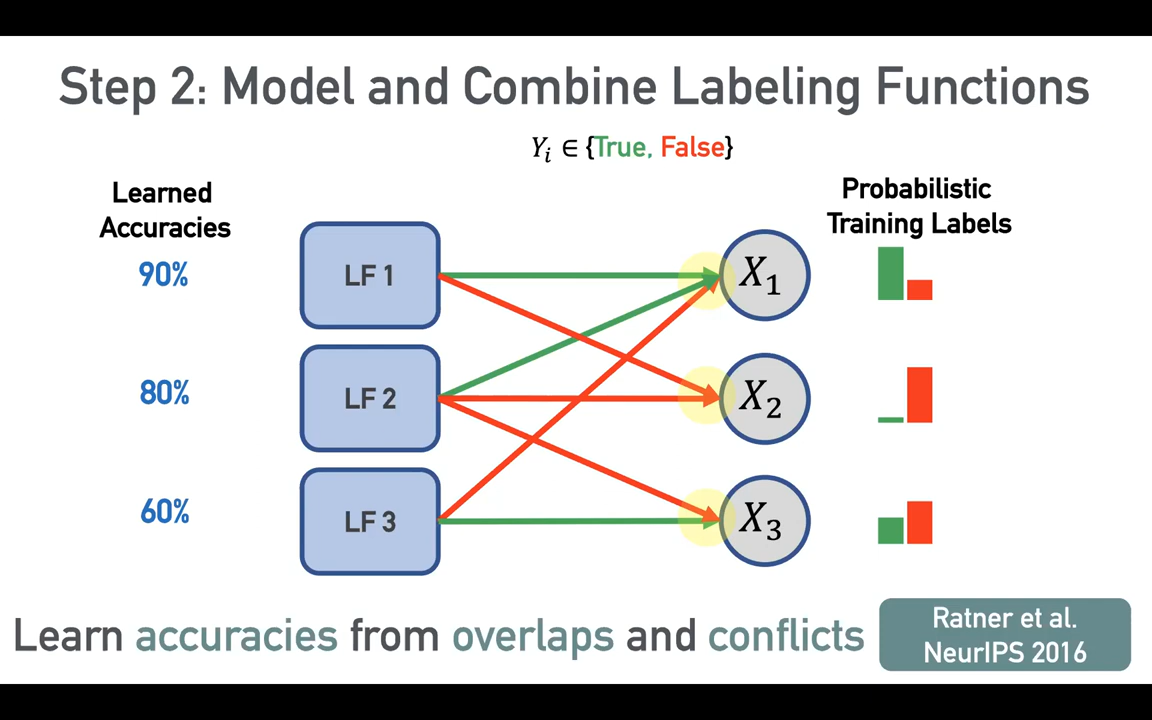 Step 2: Model and Combine Labeling Functions
Yᵢ ∈ {True, False}
Learned
Accuracies
Probabilistic
Training Labels
90%
LF 1
X₁
80%
LF 2
X₂
60%
LF 3
X₃
Learn accuracies from overlaps and conflicts
Ratner et al.
NeurIPS 2016